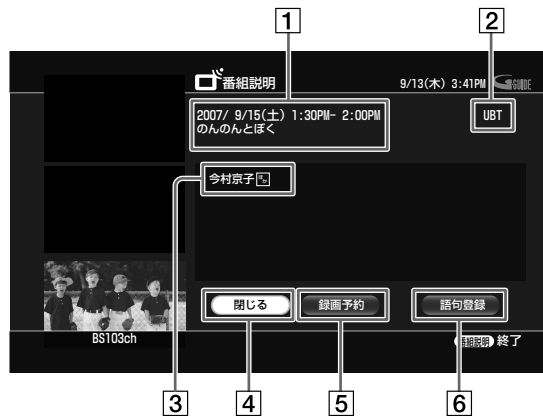 1
2
番組説明
9/13(木) 3:41PM
G GUIDE
2007/ 9/15(土) 1:30PM- 2:00PM
のんのんとぼく
UBT
今村京子
閉じる
録画予約
語句登録
BS103ch
番組説明 終了
3
4
5
6